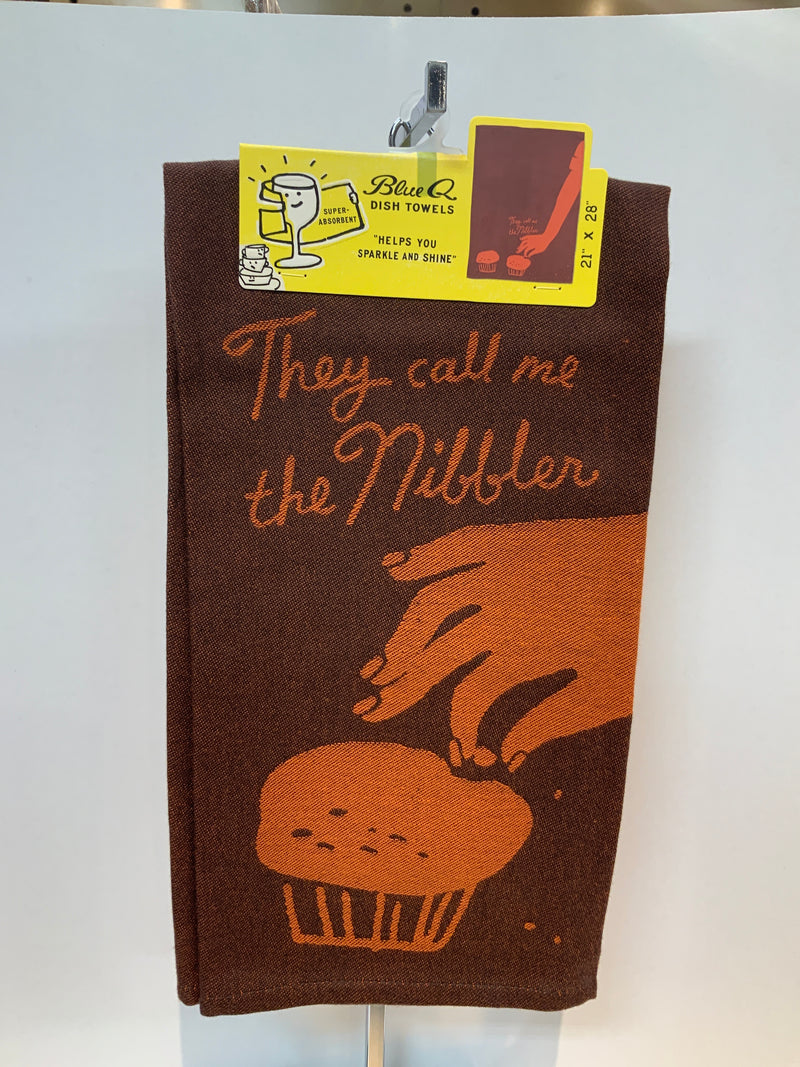 Blue Q
DISH TOWELS
SUPER-
ABSORBENT
"HELPS YOU
SPARKLE AND SHINE"
They call me
the Nibbler
21" X 28"
They call me
the Nibbler